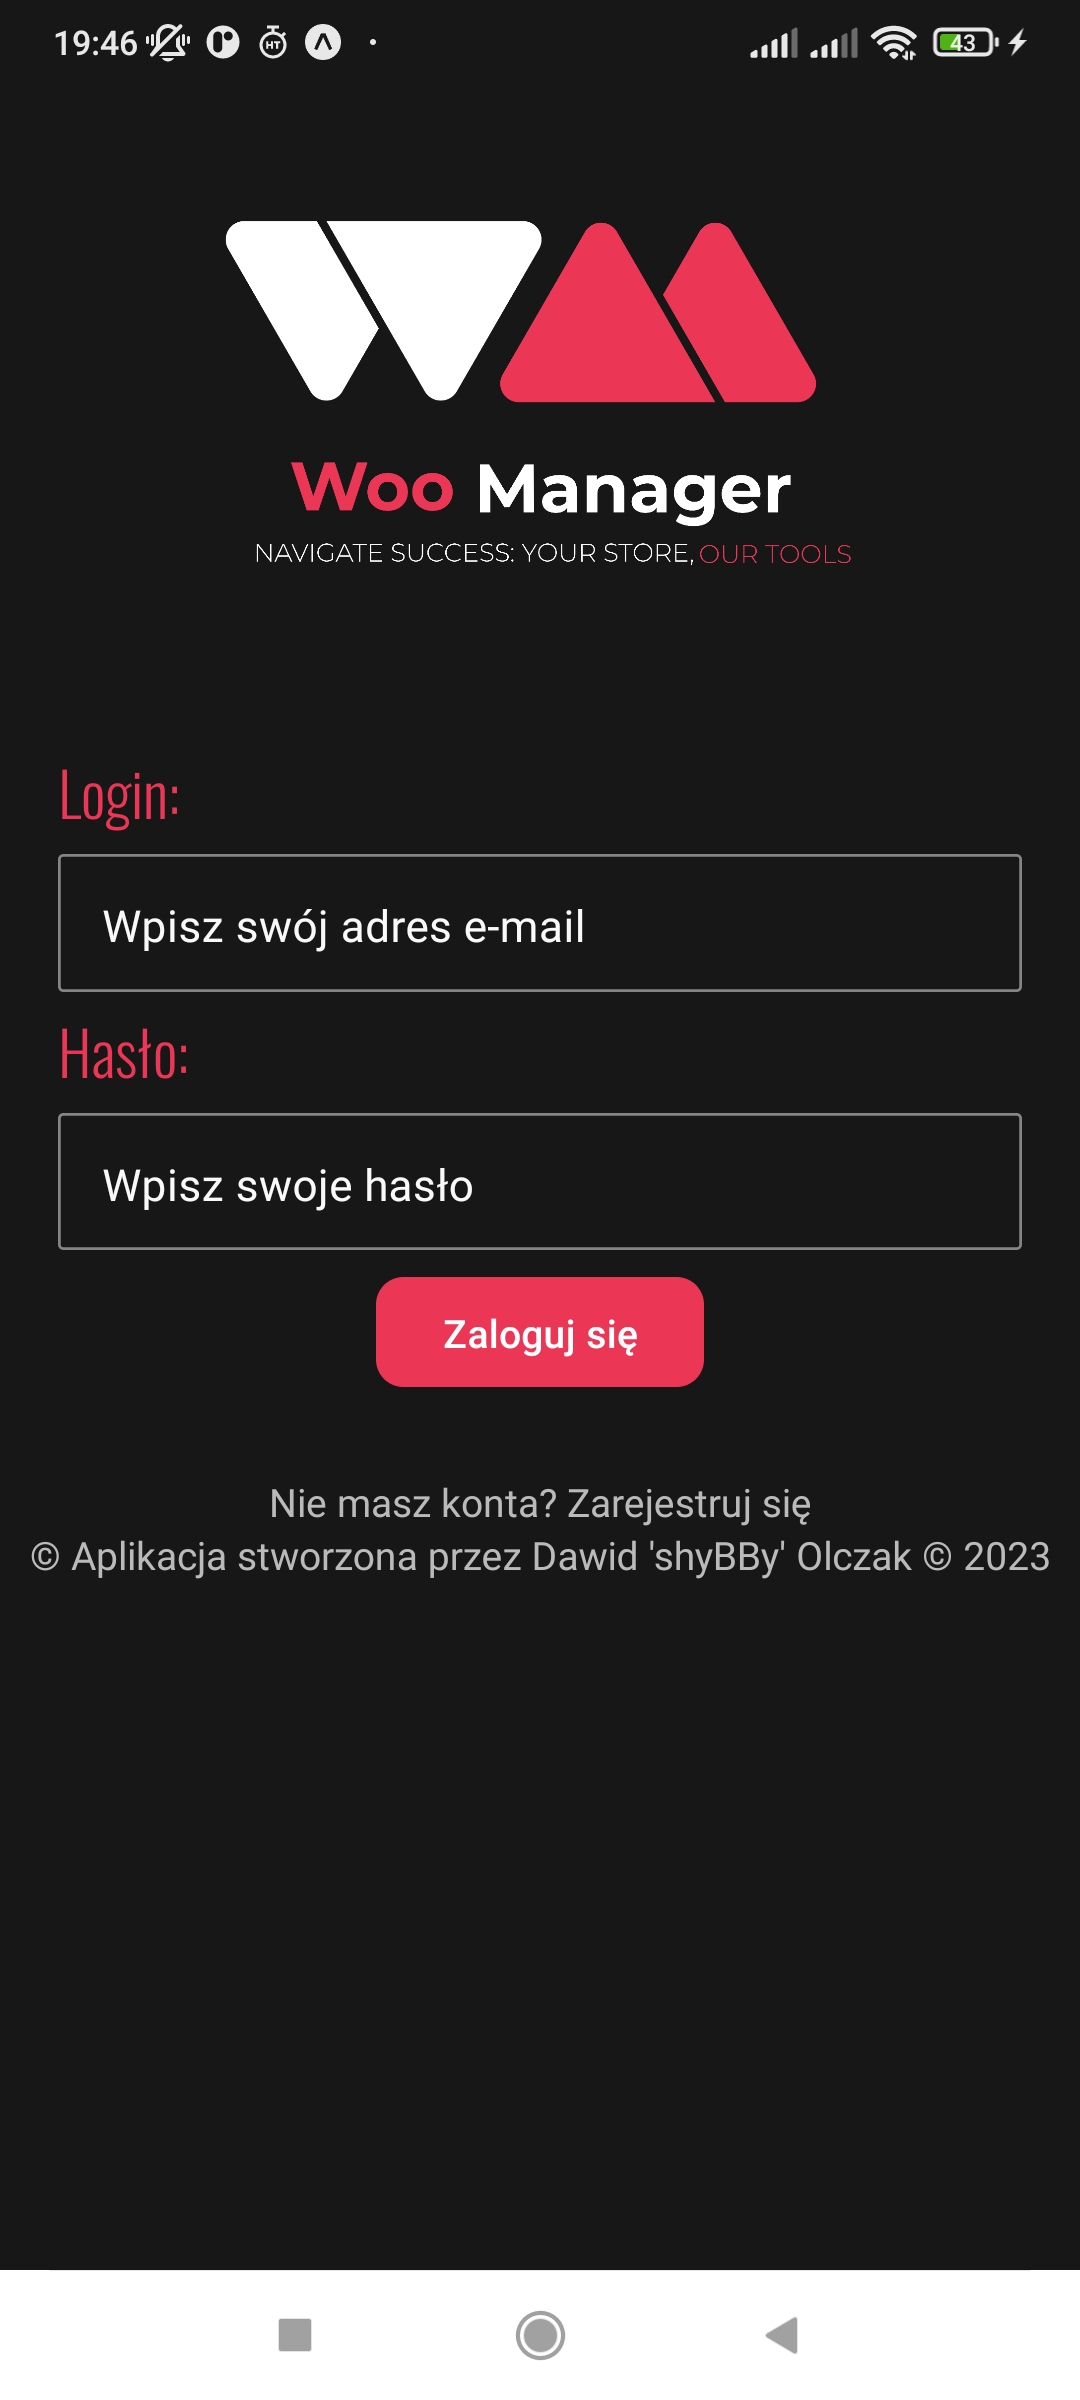 19:46
HT
43
Woo Manager
NAVIGATE SUCCESS: YOUR STORE, OUR TOOLS
Login:
Wpisz swój adres e-mail
Hasło:
Wpisz swoje hasło
Zaloguj się
Nie masz konta? Zarejestruj się
© Aplikacja stworzona przez Dawid 'shyBBy' Olczak © 2023